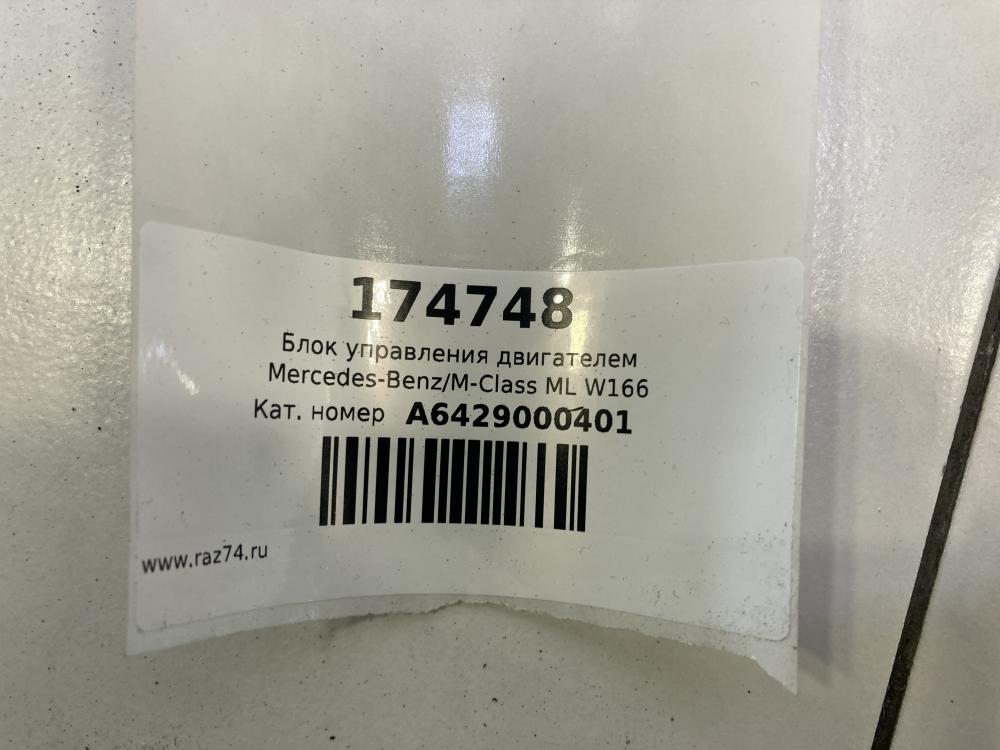 174748
Блок управления двигателем
Mercedes-Benz/M-Class ML W166
Кат. номер A6429000401
www.raz74.ru